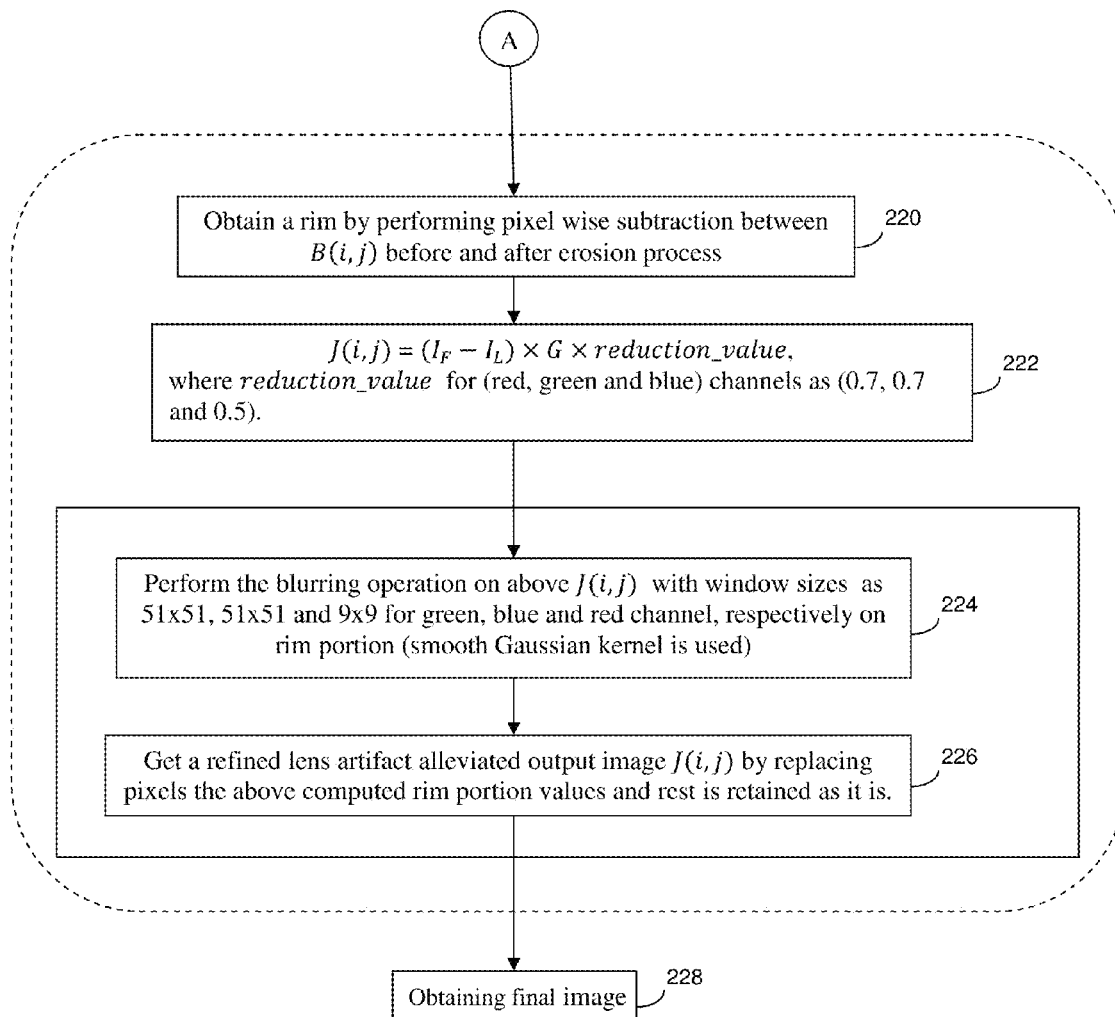 A
Obtain a rim by performing pixel wise subtraction between
B(i,j) before and after erosion process
220
J(i,j) = (I_F − I_L) × G × reduction_value,
where reduction_value for (red, green and blue) channels as (0.7, 0.7
and 0.5).
222
Perform the blurring operation on above J(i,j) with window sizes as
51x51, 51x51 and 9x9 for green, blue and red channel, respectively on
rim portion (smooth Gaussian kernel is used)
224
Get a refined lens artifact alleviated output image J(i,j) by replacing
pixels the above computed rim portion values and rest is retained as it is.
226
Obtaining final image
228